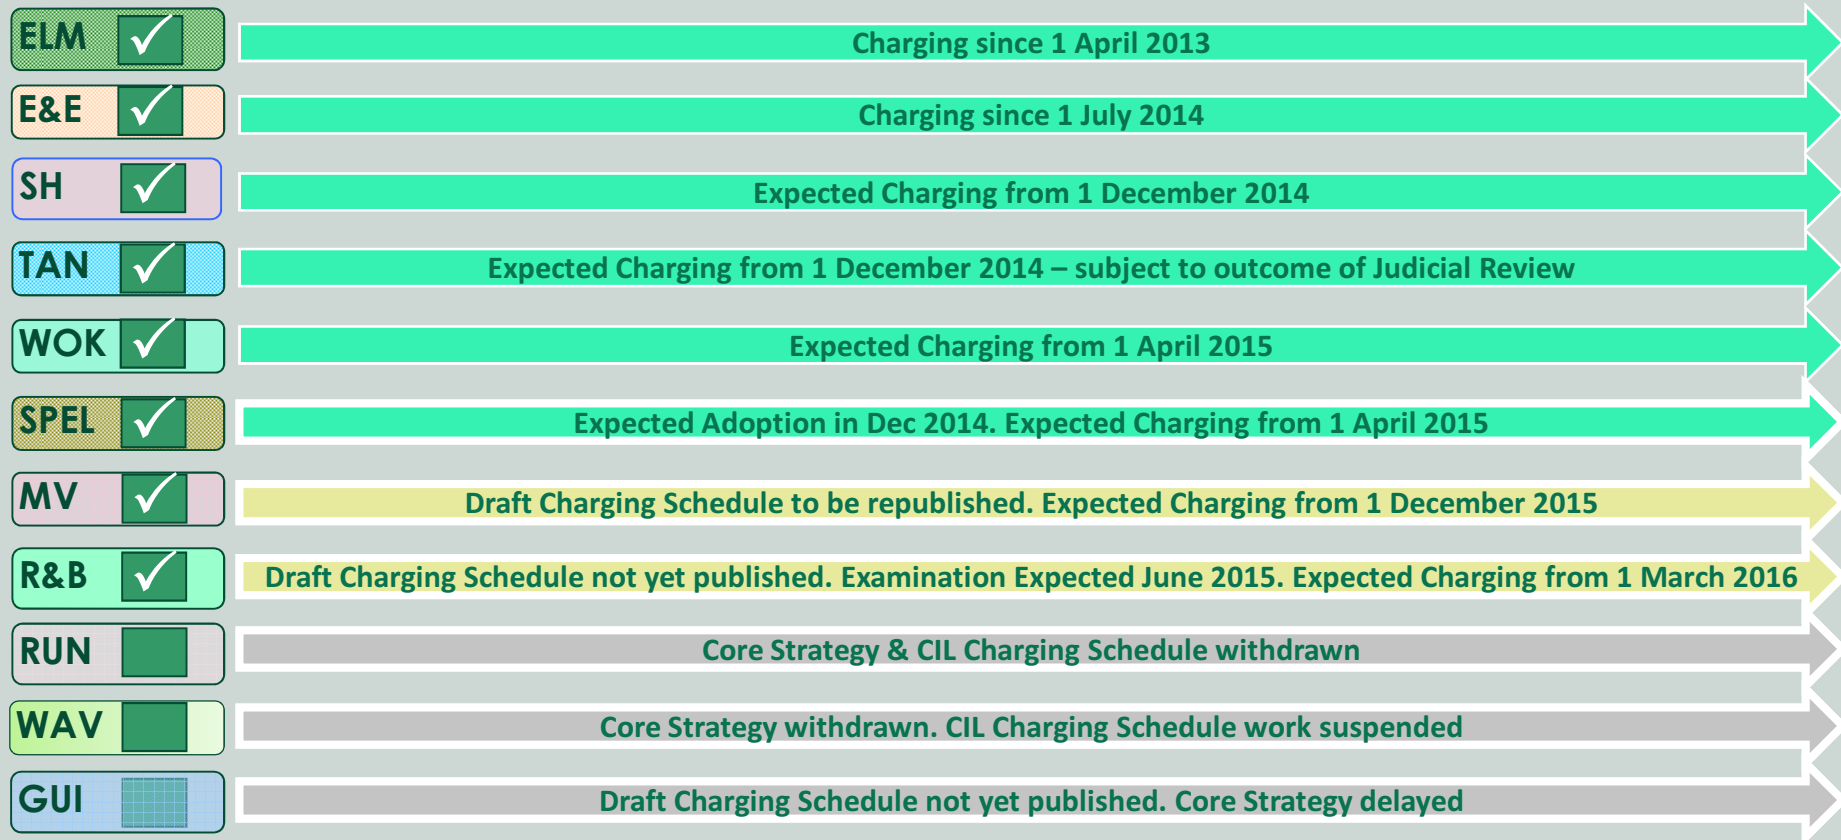 ELM Charging since 1 April 2013
E&E Charging since 1 July 2014
SH Expected Charging from 1 December 2014
TAN Expected Charging from 1 December 2014 – subject to outcome of Judicial Review
WOK Expected Charging from 1 April 2015
SPEL Expected Adoption in Dec 2014. Expected Charging from 1 April 2015
MV Draft Charging Schedule to be republished. Expected Charging from 1 December 2015
R&B Draft Charging Schedule not yet published. Examination Expected June 2015. Expected Charging from 1 March 2016
RUN Core Strategy & CIL Charging Schedule withdrawn
WAV Core Strategy withdrawn. CIL Charging Schedule work suspended
GUI Draft Charging Schedule not yet published. Core Strategy delayed